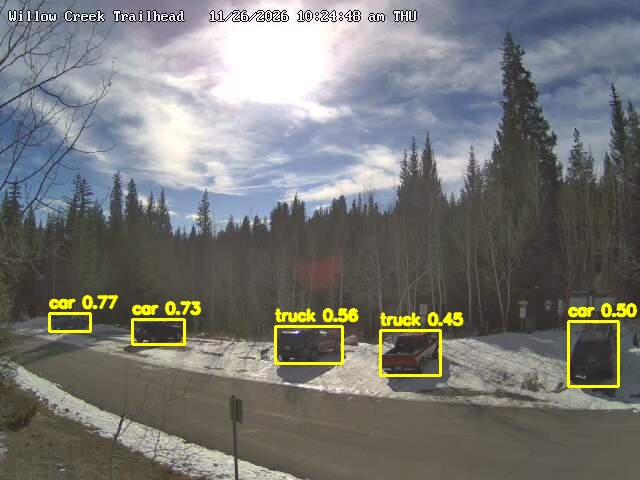 Willow Creek Trailhead 11/26/2026 10:24:48 am THU
car 0.77
car 0.73
truck 0.56
truck 0.45
car 0.50